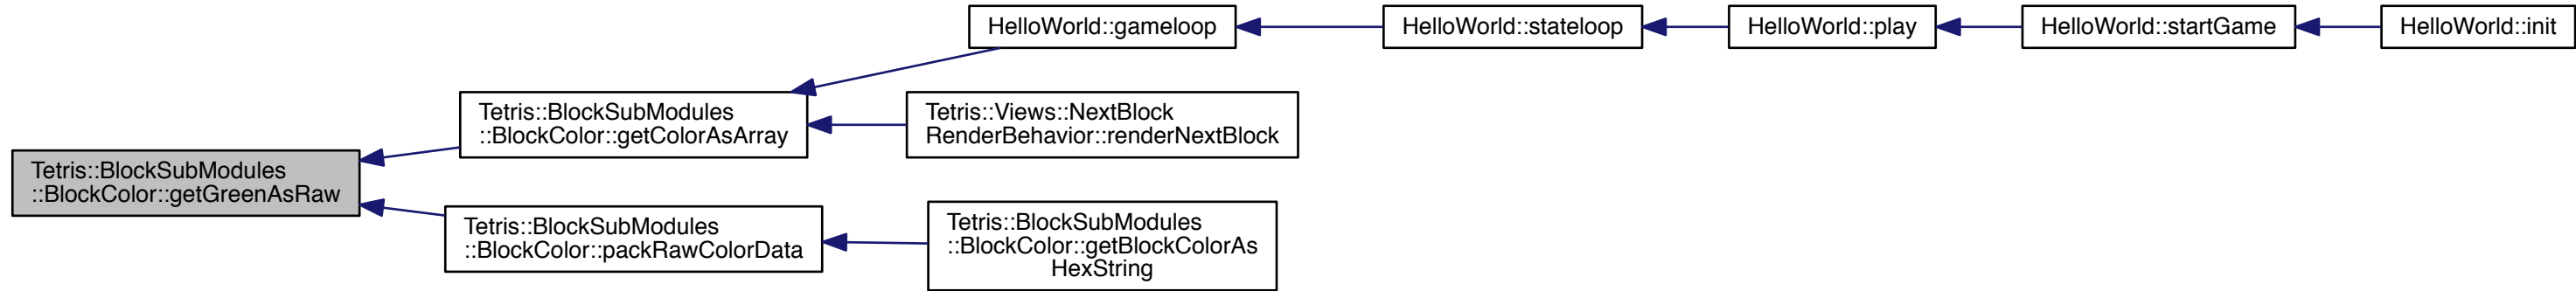 HelloWorld::gameloop
HelloWorld::stateloop
HelloWorld::play
HelloWorld::startGame
HelloWorld::init
Tetris::BlockSubModules
::BlockColor::getColorAsArray
Tetris::Views::NextBlock
RenderBehavior::renderNextBlock
Tetris::BlockSubModules
::BlockColor::getGreenAsRaw
Tetris::BlockSubModules
::BlockColor::packRawColorData
Tetris::BlockSubModules
::BlockColor::getBlockColorAs
HexString